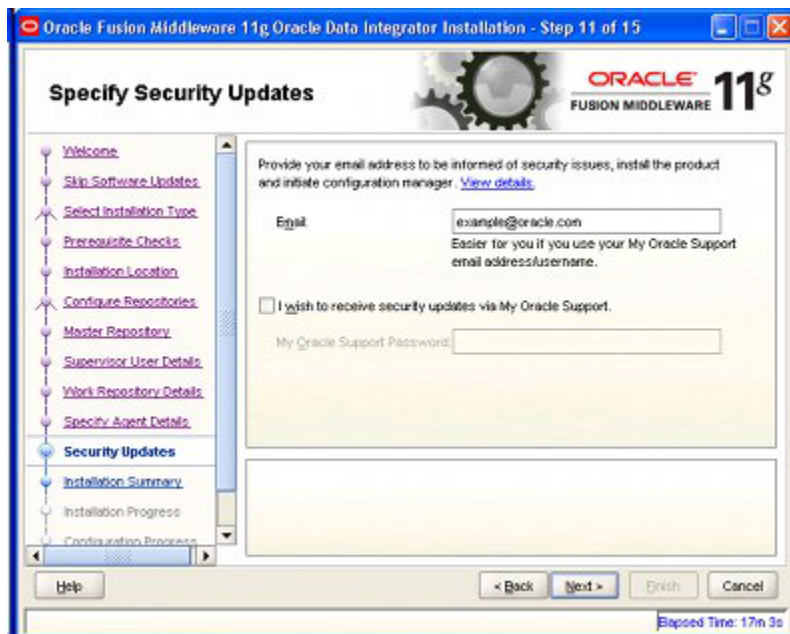 Oracle Fusion Middleware 11g Oracle Data Integrator Installation - Step 11 of 15
Specify Security Updates
ORACLE
FUSION MIDDLEWARE 11g
Welcome
Skip Software Updates
Select Installation Type
Prerequisite Checks
Installation Location
Configure Repositories
Master Repository
Supervisor User Details
Work Repository Details
Specify Agent Details
Security Updates
Installation Summary
Installation Progress
Configuration Progress
Provide your email address to be informed of security issues, install the product
and initiate configuration manager. View details.
Email
example@oracle.com
Easier for you if you use your My Oracle Support
email address/username.
I wish to receive security updates via My Oracle Support.
My Oracle Support Password:
Help
< Back
Next >
Finish
Cancel
Elapsed Time: 17m 3s